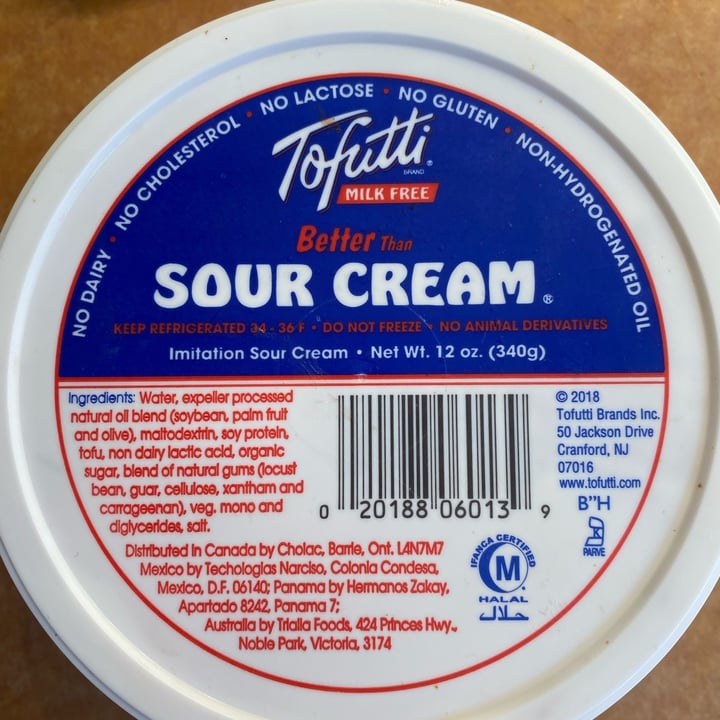 NO DAIRY • NO CHOLESTEROL • NO LACTOSE • NO GLUTEN • NON-HYDROGENATED OIL
Tofutti®
BRAND
MILK FREE
Better Than
SOUR CREAM®
KEEP REFRIGERATED 34 - 36 F • DO NOT FREEZE • NO ANIMAL DERIVATIVES
Imitation Sour Cream • Net Wt. 12 oz. (340g)
Ingredients: Water, expeller processed
natural oil blend (soybean, palm fruit
and olive), maltodextrin, soy protein,
tofu, non dairy lactic acid, organic
sugar, blend of natural gums (locust
bean, guar, cellulose, xantham and
carrageenan), veg. mono and
diglycerides, salt.
Distributed in Canada by Cholac, Barrie, Ont. L4N7M7
Mexico by Techologias Narciso, Colonia Condesa,
Mexico, D.F. 06140; Panama by Hermanos Zakay,
Apartado 8242, Panama 7;
Australia by Trialia Foods, 424 Princes Hwy.,
Noble Park, Victoria, 3174
0 20188 06013 9
© 2018
Tofutti Brands Inc.
50 Jackson Drive
Cranford, NJ
07016
www.tofutti.com
B"H
K
PARVE
IFANCA CERTIFIED
M
HALAL
حلال